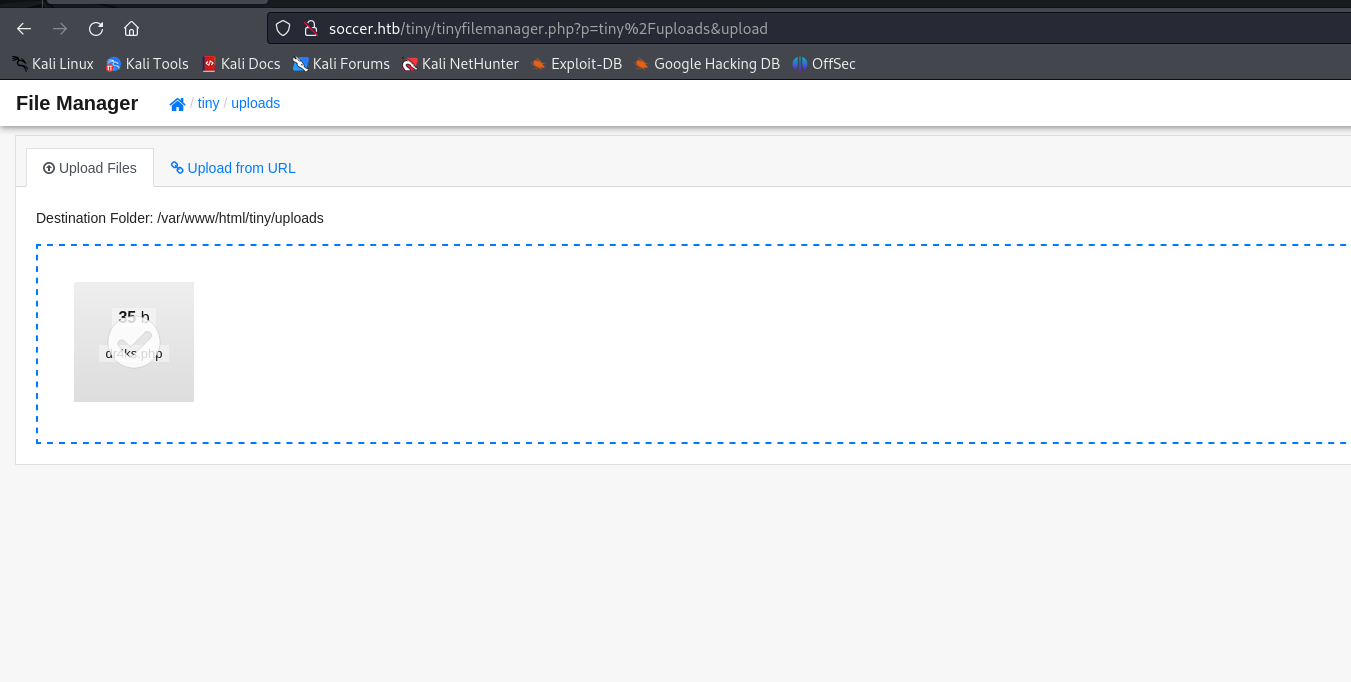 soccer.htb/tiny/tinyfilemanager.php?p=tiny%2Fuploads&upload
Kali Linux Kali Tools Kali Docs Kali Forums Kali NetHunter Exploit-DB Google Hacking DB OffSec
File Manager / tiny / uploads
Upload Files Upload from URL
Destination Folder: /var/www/html/tiny/uploads
35 b
dr4ks.php